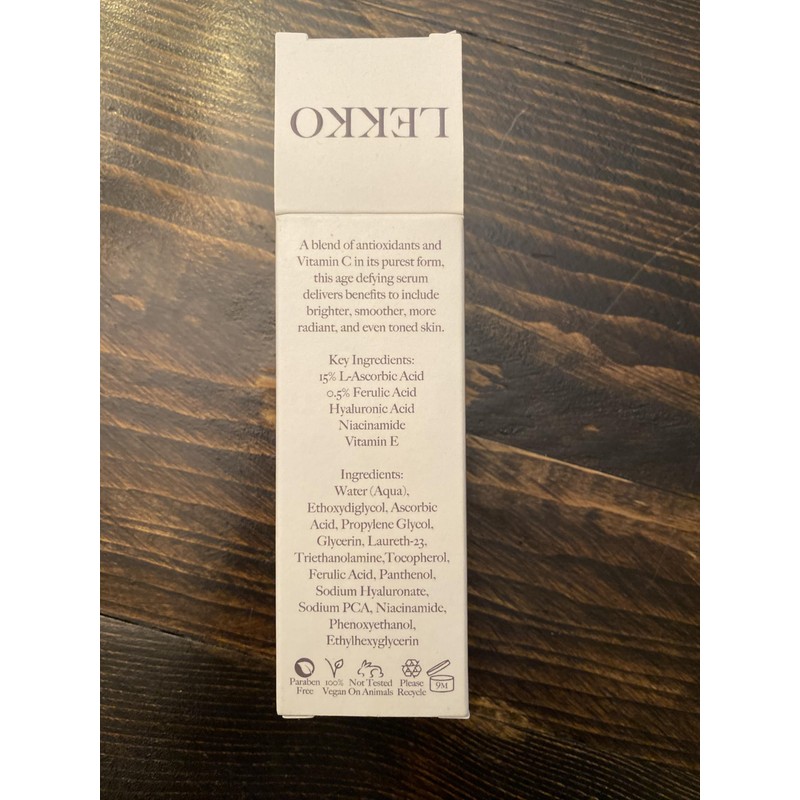 LEKKO
A blend of antioxidants and
Vitamin C in its purest form,
this age defying serum
delivers benefits to include
brighter, smoother, more
radiant, and even toned skin.
Key Ingredients:
15% L-Ascorbic Acid
0.5% Ferulic Acid
Hyaluronic Acid
Niacinamide
Vitamin E
Ingredients:
Water (Aqua),
Ethoxydiglycol, Ascorbic
Acid, Propylene Glycol,
Glycerin, Laureth-23,
Triethanolamine,Tocopherol,
Ferulic Acid, Panthenol,
Sodium Hyaluronate,
Sodium PCA, Niacinamide,
Phenoxyethanol,
Ethylhexyglycerin
Paraben 100% Not Tested Please 9M
Free Vegan On Animals Recycle